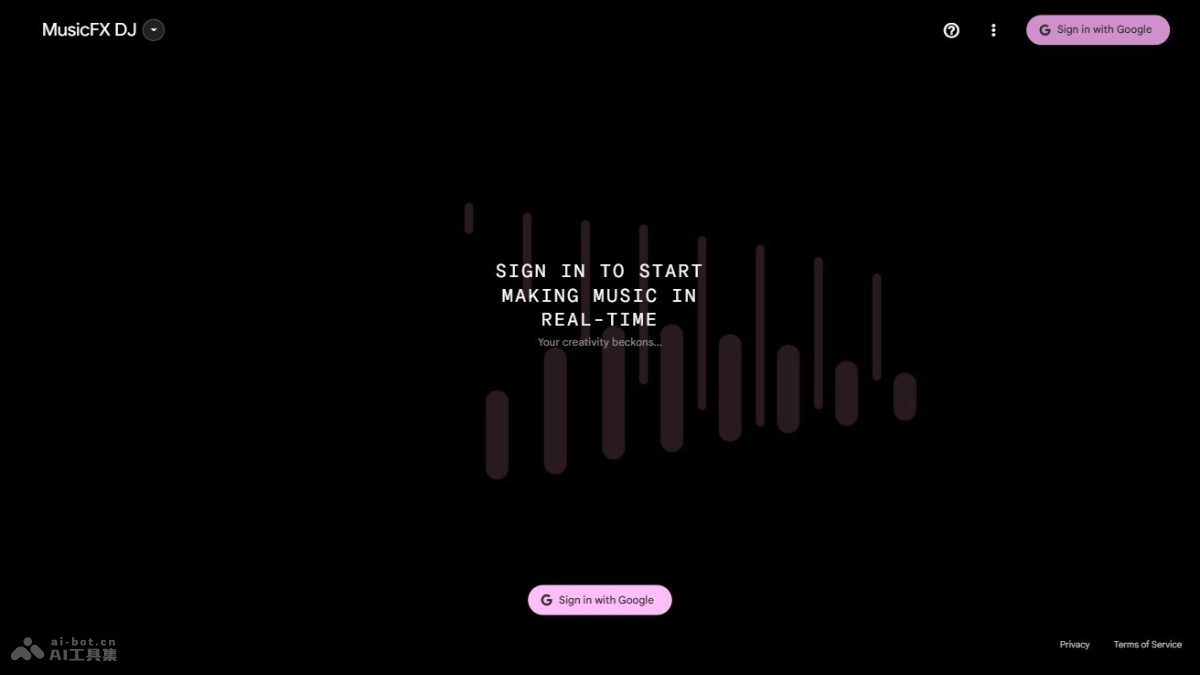 MusicFX DJ
Sign in with Google
SIGN IN TO START
MAKING MUSIC IN
REAL-TIME
Your creativity beckons...
Sign in with Google
ai-bot.cn
AI工具集
Privacy
Terms of Service